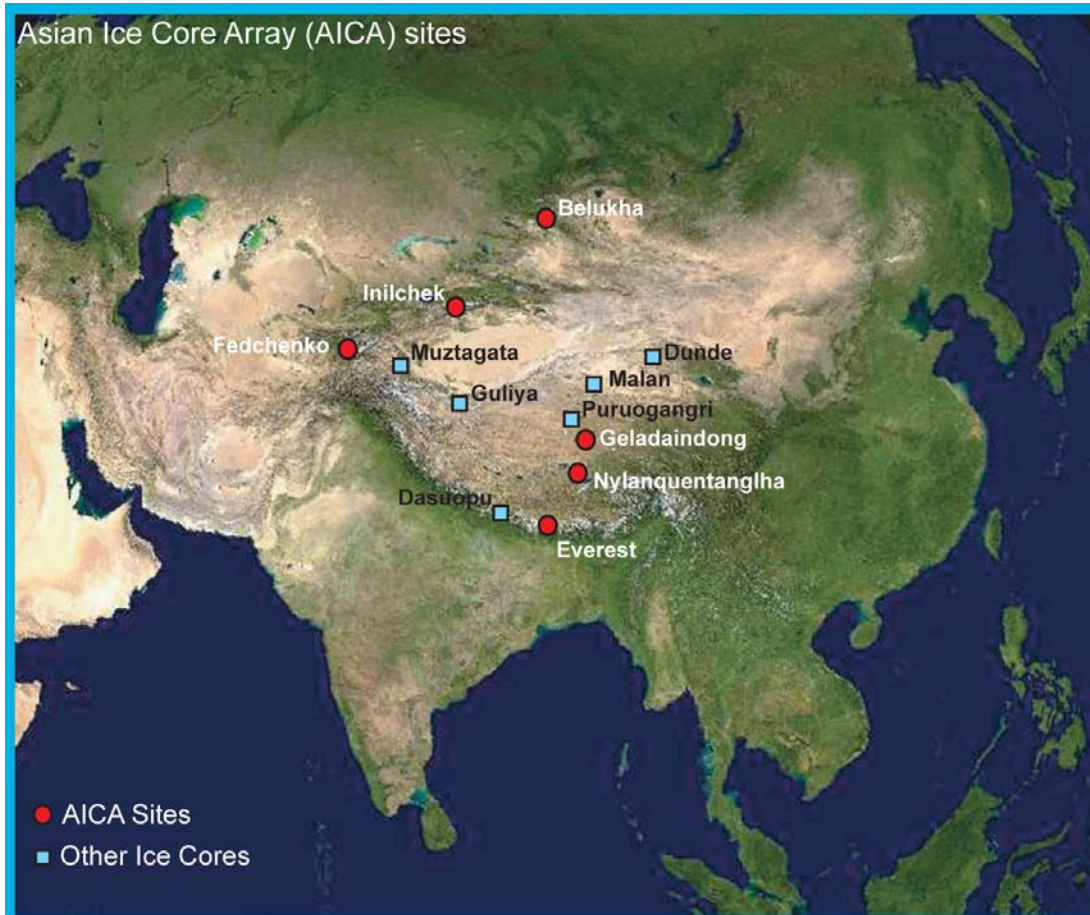 Asian Ice Core Array (AICA) sites
Belukha
Inilchek
Fedchenko
Muztagata
Dunde
Malan
Guliya
Puruogangri
Geladaindong
Nylanquentanglha
Dasuopu
Everest
AICA Sites
Other Ice Cores